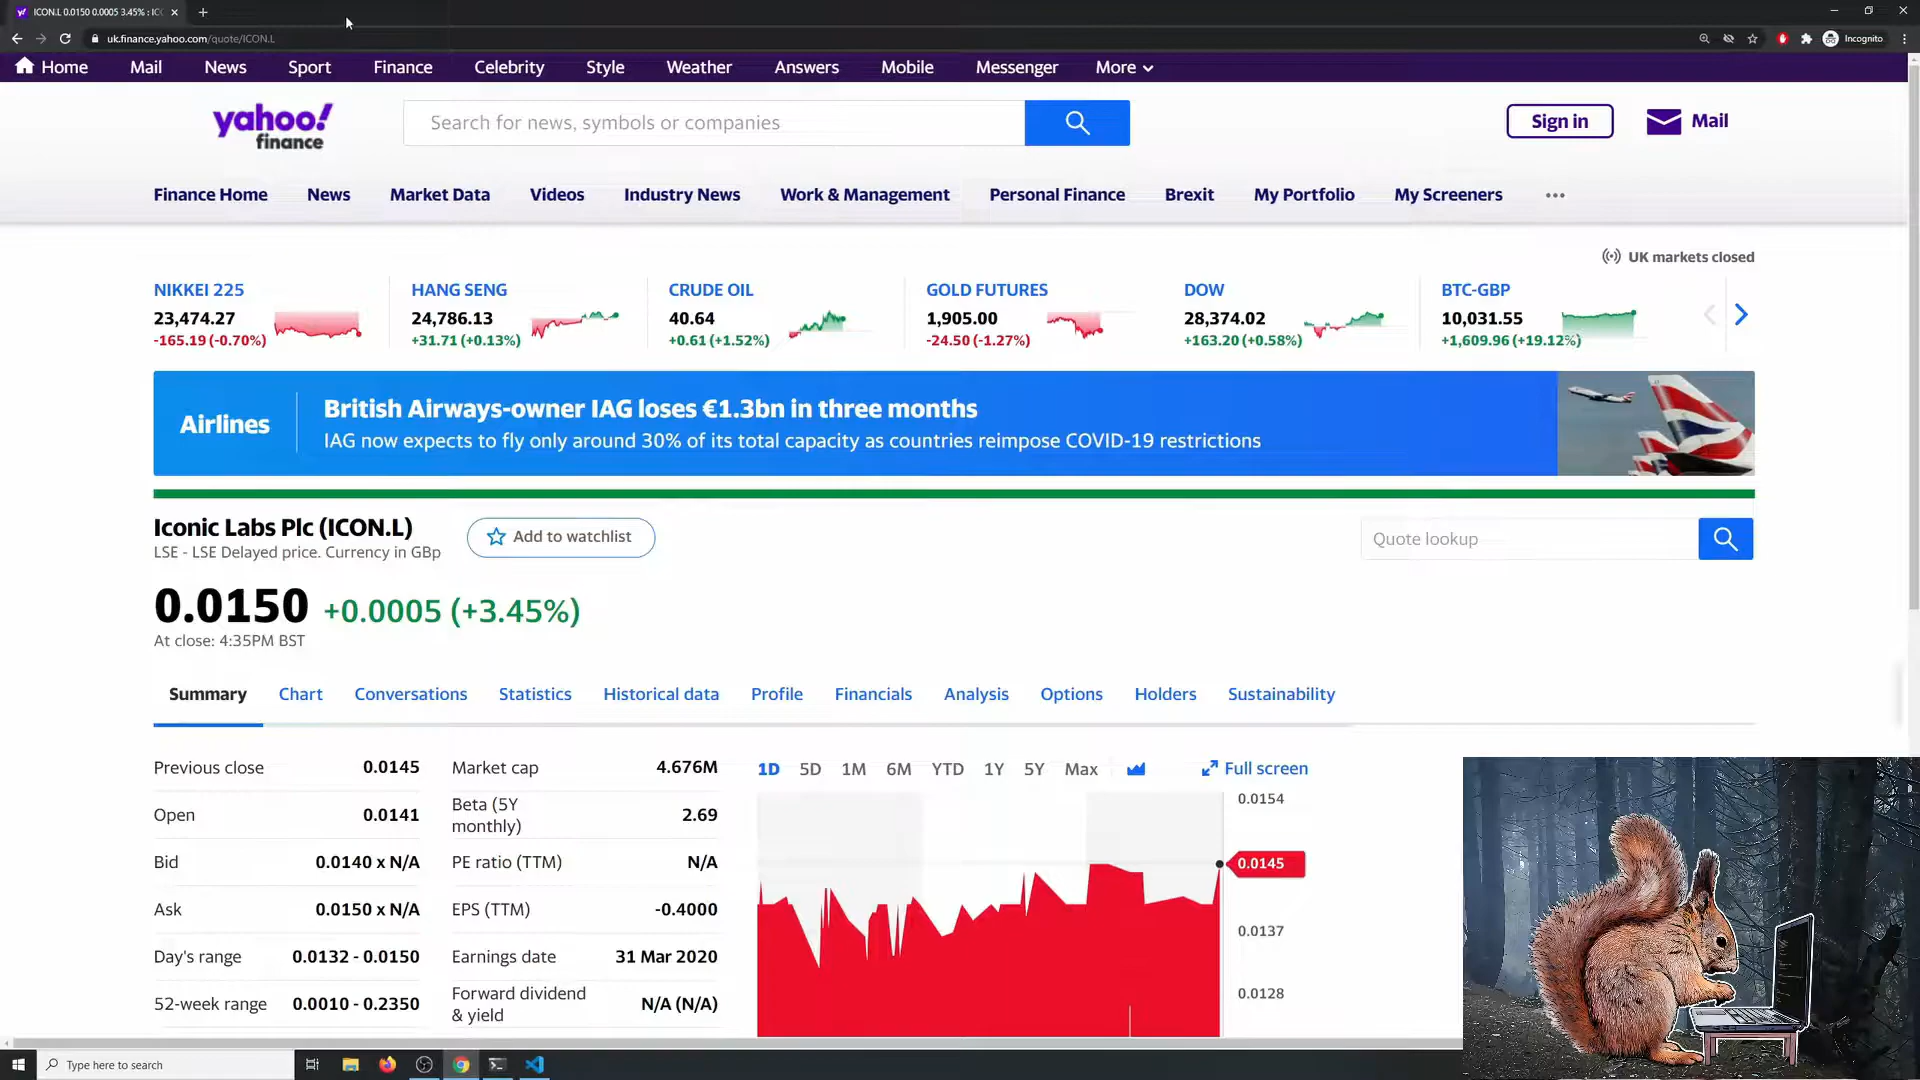 ICON.L 0.0150 0.0005 3.45% : IC
uk.finance.yahoo.com/quote/ICON.L
Incognito
Home Mail News Sport Finance Celebrity Style Weather Answers Mobile Messenger More
yahoo!
finance
Search for news, symbols or companies
Sign in
Mail
Finance Home News Market Data Videos Industry News Work & Management Personal Finance Brexit My Portfolio My Screeners
UK markets closed
NIKKEI 225
23,474.27
-165.19 (-0.70%)
HANG SENG
24,786.13
+31.71 (+0.13%)
CRUDE OIL
40.64
+0.61 (+1.52%)
GOLD FUTURES
1,905.00
-24.50 (-1.27%)
DOW
28,374.02
+163.20 (+0.58%)
BTC-GBP
10,031.55
+1,609.96 (+19.12%)
Airlines
British Airways-owner IAG loses €1.3bn in three months
IAG now expects to fly only around 30% of its total capacity as countries reimpose COVID-19 restrictions
Iconic Labs Plc (ICON.L)
LSE - LSE Delayed price. Currency in GBp
Add to watchlist
Quote lookup
0.0150 +0.0005 (+3.45%)
At close: 4:35PM BST
Summary Chart Conversations Statistics Historical data Profile Financials Analysis Options Holders Sustainability
Previous close 0.0145
Open 0.0141
Bid 0.0140 x N/A
Ask 0.0150 x N/A
Day's range 0.0132 - 0.0150
52-week range 0.0010 - 0.2350
Market cap 4.676M
Beta (5Y
monthly) 2.69
PE ratio (TTM) N/A
EPS (TTM) -0.4000
Earnings date 31 Mar 2020
Forward dividend
& yield N/A (N/A)
1D 5D 1M 6M YTD 1Y 5Y Max Full screen
0.0154
0.0145
0.0137
0.0128
Type here to search